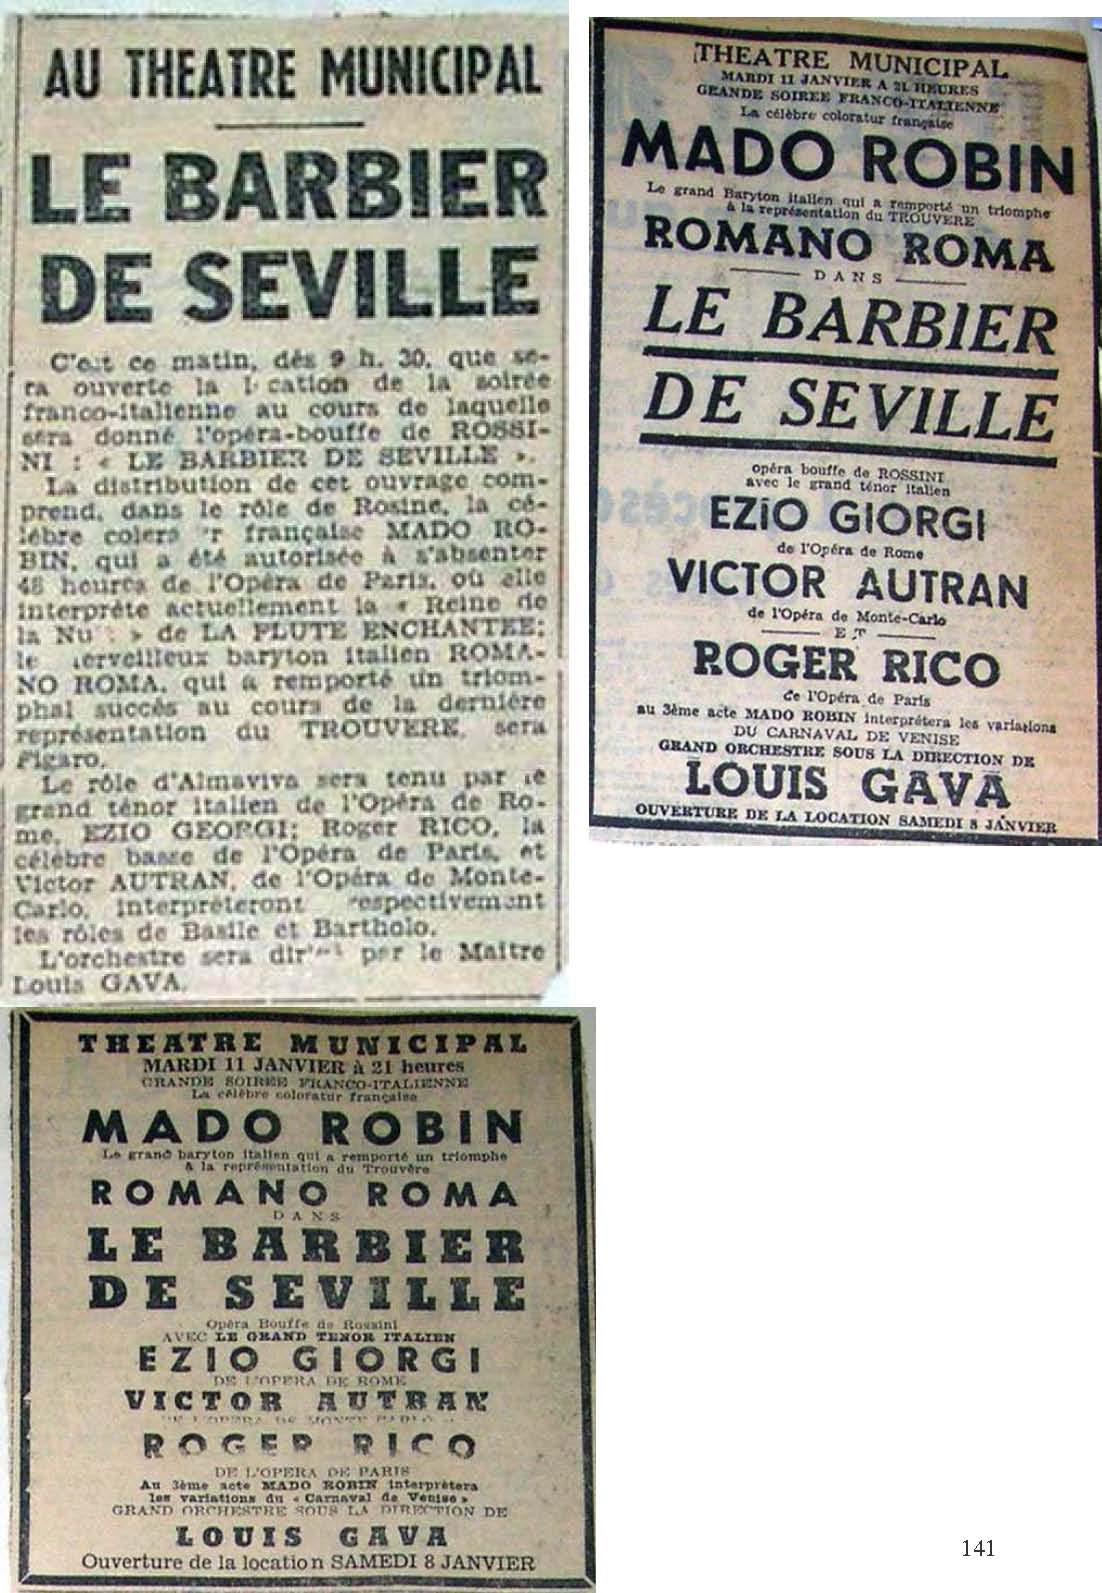 AU THEATRE MUNICIPAL
LE BARBIER
DE SEVILLE
C'est ce matin, dès 9 h. 30, que se-
ra ouverte la l cation de la soirée
franco-italienne au cours de laquelle
sera donné l'opéra-bouffe de ROSSI-
NI : « LE BARBIER DE SEVILLE ».
La distribution de cet ouvrage com-
prend, dans le rôle de Rosine, la cé-
lèbre française MADO RO-
BIN, qui a été autorisée à s'absenter
48 heures de l'Opéra de Paris, où elle
interprète actuellement la « Reine de
la Nu » de LA FLUTE ENCHANTEE;
le erveilleux baryton italien ROMA-
NO ROMA, qui a remporté un triom-
phal succès au cours de la dernière
représentation du TROUVERE, sera
Figaro.
Le rôle d'Almaviva sera tenu par le
grand ténor italien de l'Opéra de Ro-
me, EZIO GEORGI; Roger RICO, la
célèbre basse de l'Opéra de Paris, et
Victor AUTRAN, de l'Opéra de Monte-
Carlo, interpréteront respectivement
les rôles de Basile et Bartholo.
L'orchestre sera par le Maitre
Louis GAVA.
THEATRE MUNICIPAL
MARDI 11 JANVIER A 21 HEURES
GRANDE SOIREE FRANCO-ITALIENNE
La célèbre coloratur française
MADO ROBIN
Le grand Baryton italien qui a remporté un triomphe
à la représentation du TROUVERE
ROMANO ROMA
DANS
LE BARBIER
DE SEVILLE
opéra bouffe de ROSSINI
avec le grand ténor italien
EZIO GIORGI
de l'Opéra de Rome
VICTOR AUTRAN
de l'Opéra de Monte-Carlo
ET
ROGER RICO
de l'Opéra de Paris
au 3ème acte MADO ROBIN interprétera les variations
DU CARNAVAL DE VENISE
GRAND ORCHESTRE SOUS LA DIRECTION DE
LOUIS GAVA
OUVERTURE DE LA LOCATION SAMEDI 8 JANVIER
THEATRE MUNICIPAL
MARDI 11 JANVIER à 21 heures
GRANDE SOIREE FRANCO-ITALIENNE
La célèbre coloratur française
MADO ROBIN
Le grand baryton italien qui a remporté un triomphe
à la représentation du Trouvère
ROMANO ROMA
DANS
LE BARBIER
DE SEVILLE
Opéra Bouffe de Rossini
AVEC LE GRAND TENOR ITALIEN
EZIO GIORGI
DE L'OPERA DE ROME
VICTOR AUTRAN
DE L'OPERA DE MONTE CARLO
ROGER RICO
DE L'OPERA DE PARIS
Au 3ème acte MADO ROBIN interprètera
les variations du « Carnaval de Venise »
GRAND ORCHESTRE SOUS LA DIRECTION DE
LOUIS GAVA
Ouverture de la location SAMEDI 8 JANVIER
141